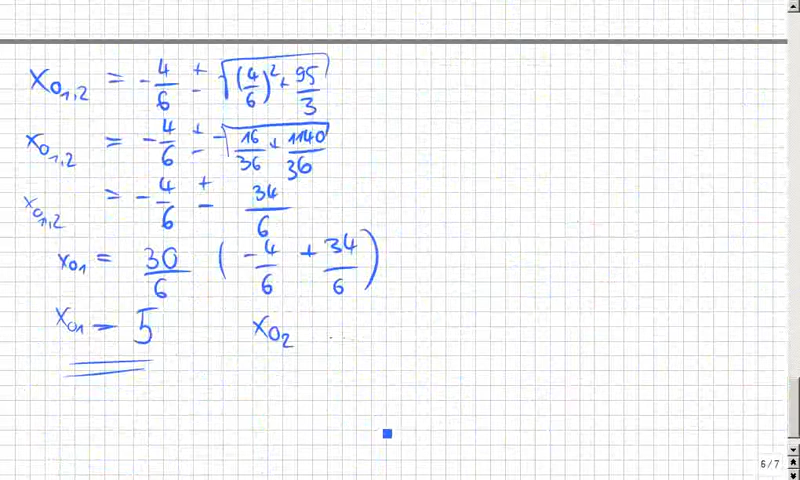 x₀₁,₂ = -4/6 ± √((4/6)² + 95/3)
x₀₁,₂ = -4/6 ± √(16/36 + 1140/36)
x₀₁,₂ = -4/6 ± 34/6
x₀₁ = 30/6 (-4/6 + 34/6)
x₀₁ = 5 x₀₂ ...
6/7